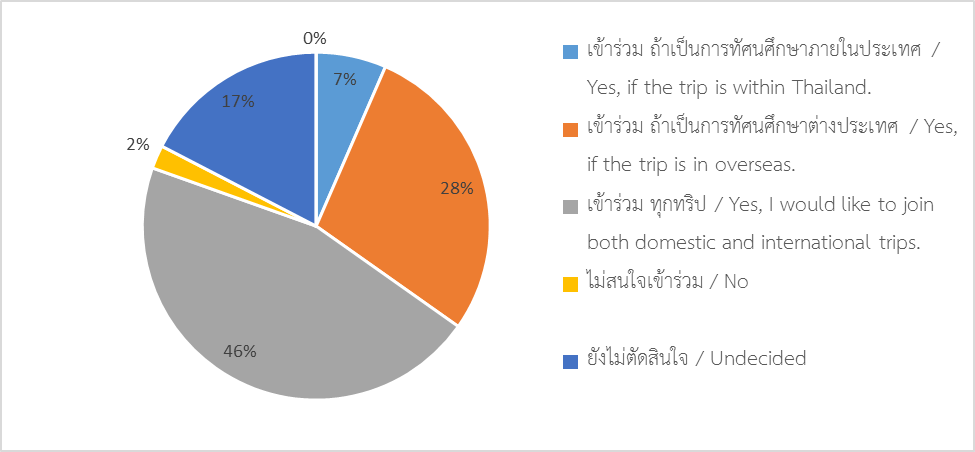 0%
7%
28%
46%
2%
17%
เข้าร่วม ถ้าเป็นการทัศนศึกษาภายในประเทศ /
Yes, if the trip is within Thailand.
เข้าร่วม ถ้าเป็นการทัศนศึกษาต่างประเทศ / Yes,
if the trip is in overseas.
เข้าร่วม ทุกทริป / Yes, I would like to join
both domestic and international trips.
ไม่สนใจเข้าร่วม / No
ยังไม่ตัดสินใจ / Undecided